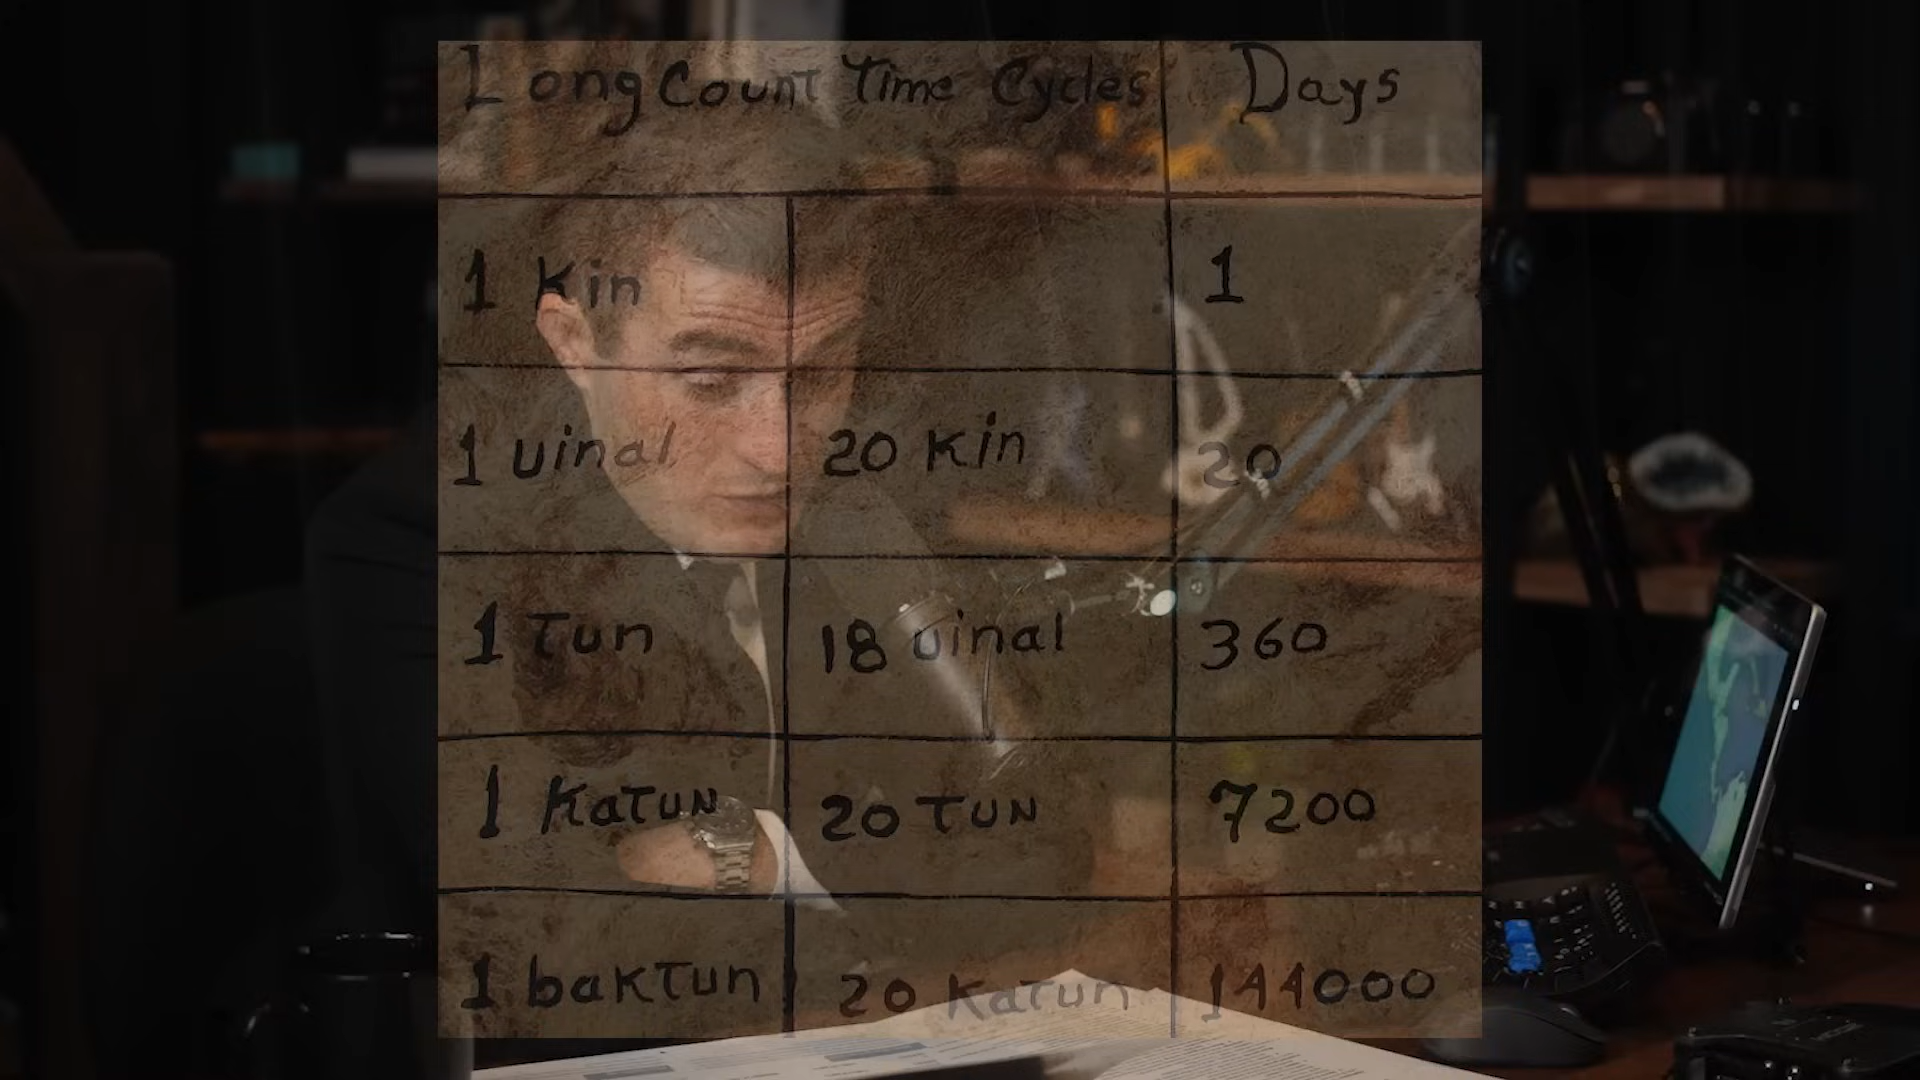 Long Count Time Cycles Days
1 Kin 1
1 uinal 20 Kin 20
1 Tun 18 uinal 360
1 Katun 20 Tun 7200
1 baktun 20 Katun 144000